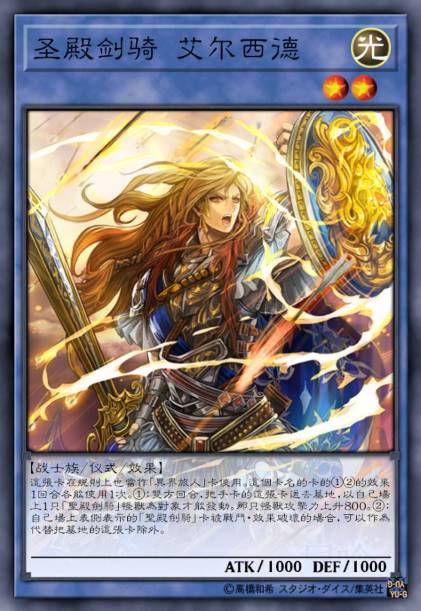 圣殿剑骑 艾尔西德
光
【战士族/仪式/效果】
這張卡在規則上也當作「異界旅人」卡使用。這個卡名的卡的①②的效果
1回合各能使用1次。①：雙方回合，把手卡的這張卡送去墓地，以自己場
上1只「聖殿劍騎」怪獸為對象才能發動，那只怪獸攻擊力上升800。②：
自己場上表側表示的「聖殿劍騎」卡被戰鬥·效果破壞的場合，可以作為
代替把墓地的這張卡除外。
ATK/1000 DEF/1000
©高橋和希 スタジオ・ダイス/集英社